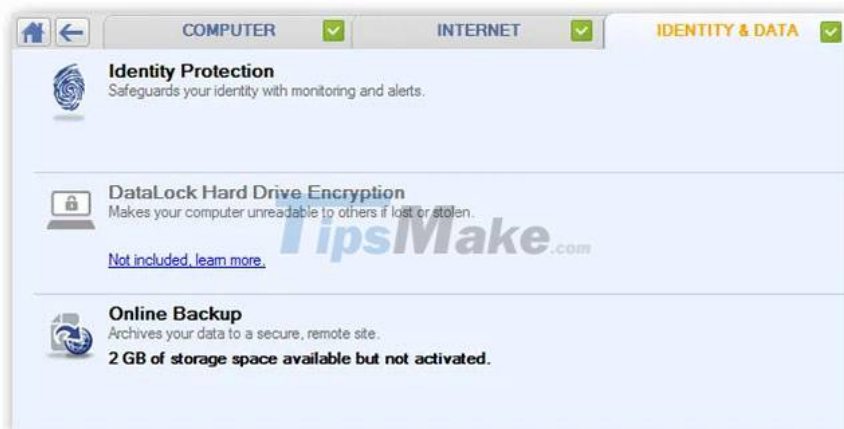 COMPUTER
INTERNET
IDENTITY & DATA
Identity Protection
Safeguards your identity with monitoring and alerts.
DataLock Hard Drive Encryption
Makes your computer unreadable to others if lost or stolen.
TipsMake.com
Not included, learn more.
Online Backup
Archives your data to a secure, remote site.
2 GB of storage space available but not activated.